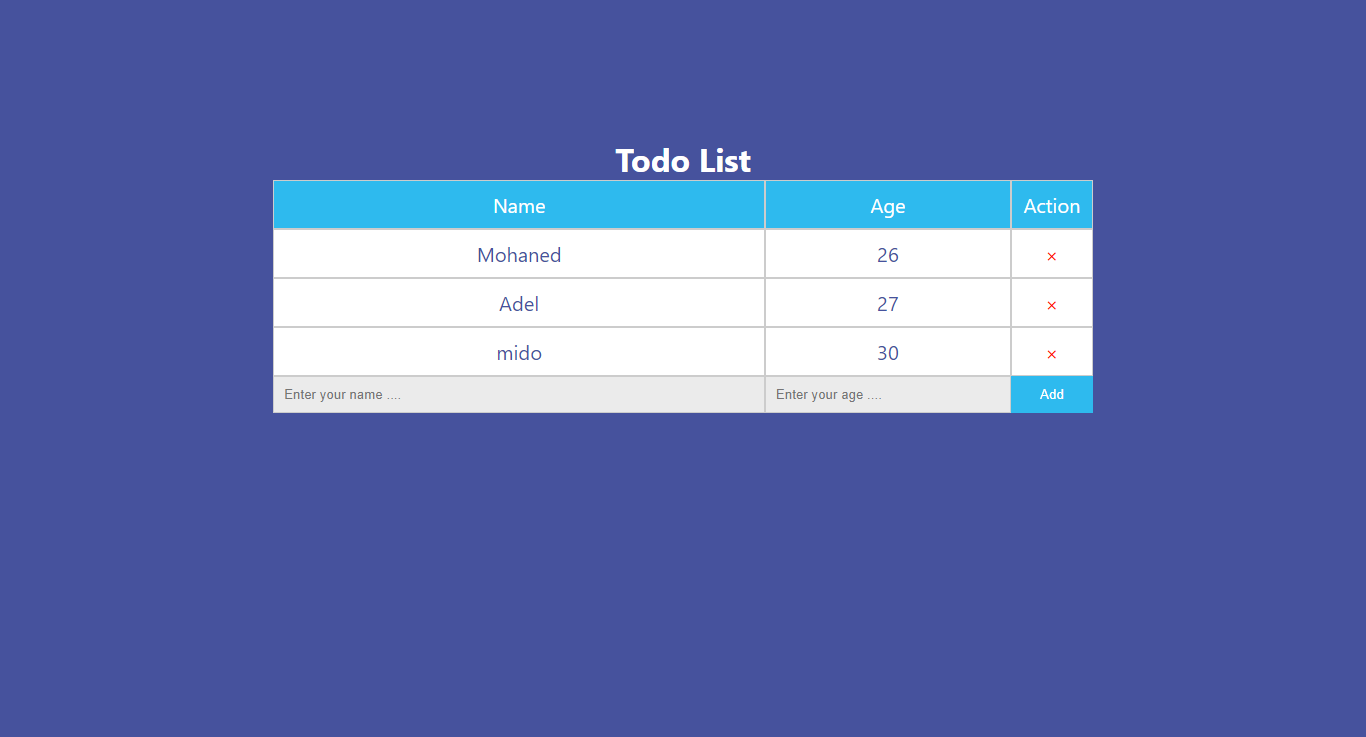 Todo List
Name Age Action
Mohaned 26 ×
Adel 27 ×
mido 30 ×
Enter your name .... Enter your age .... Add